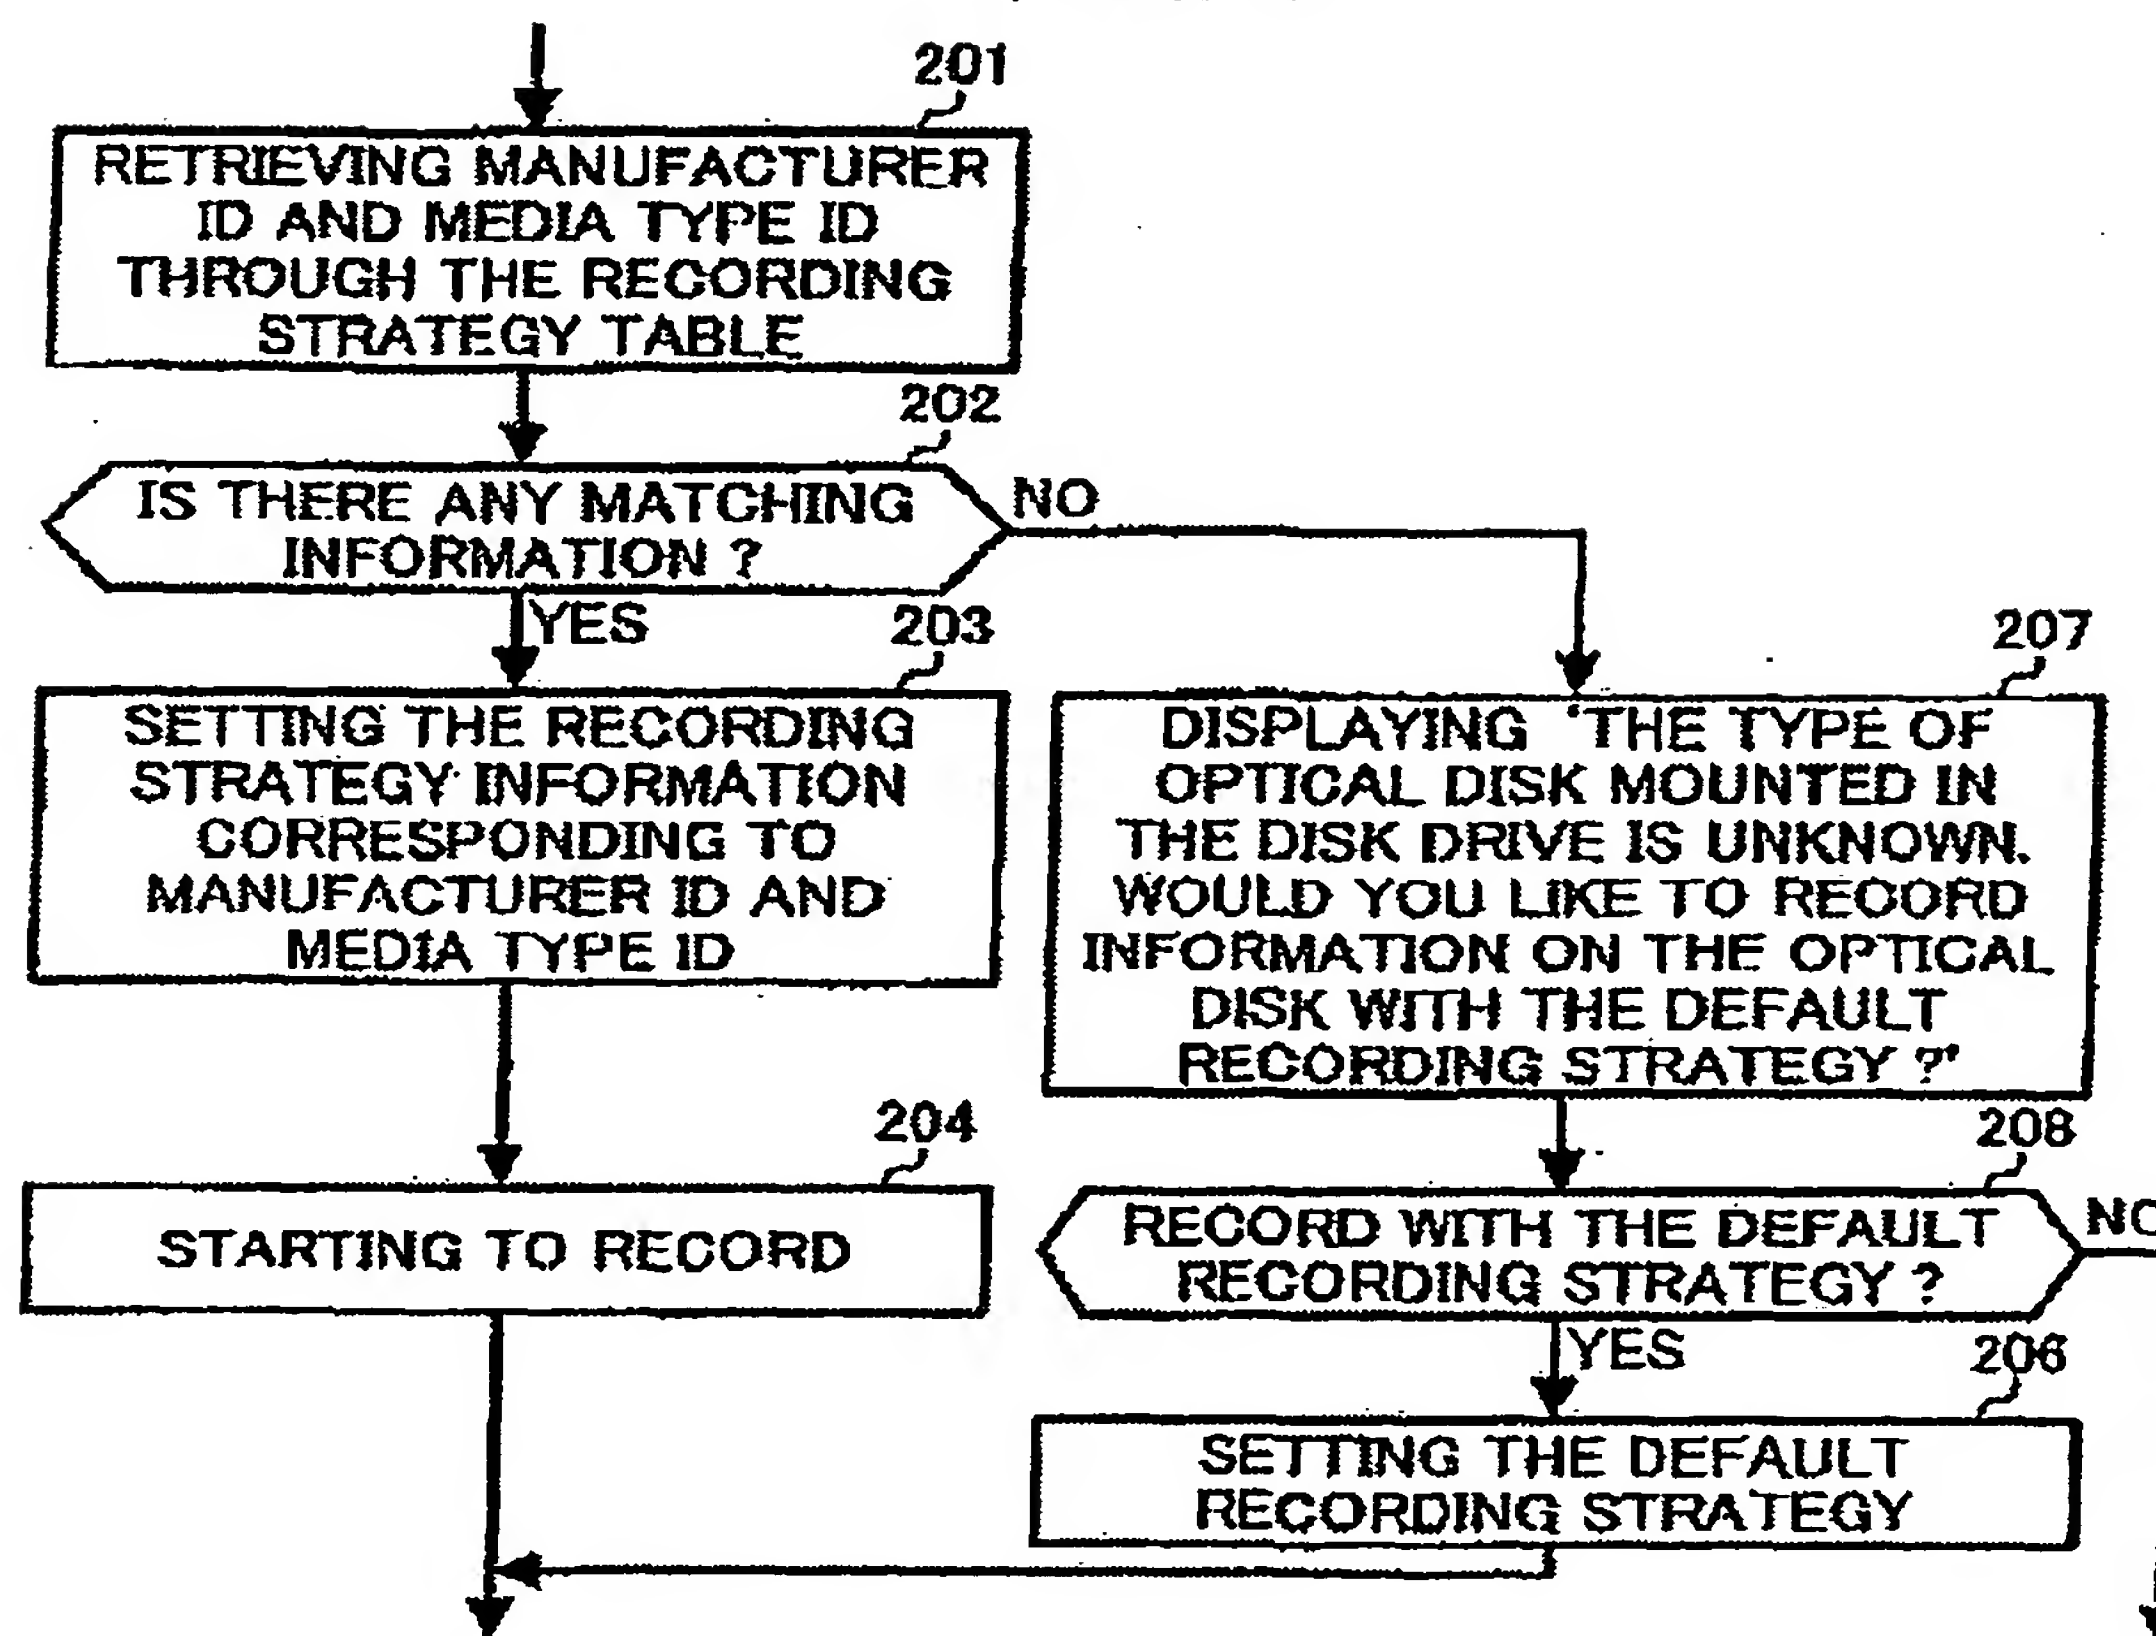 201
RETRIEVING MANUFACTURER
ID AND MEDIA TYPE ID
THROUGH THE RECORDING
STRATEGY TABLE
202
IS THERE ANY MATCHING
INFORMATION ?
NO
YES
203
SETTING THE RECORDING
STRATEGY INFORMATION
CORRESPONDING TO
MANUFACTURER ID AND
MEDIA TYPE ID
204
STARTING TO RECORD
207
DISPLAYING 'THE TYPE OF
OPTICAL DISK MOUNTED IN
THE DISK DRIVE IS UNKNOWN.
WOULD YOU LIKE TO RECORD
INFORMATION ON THE OPTICAL
DISK WITH THE DEFAULT
RECORDING STRATEGY ?'
208
RECORD WITH THE DEFAULT
RECORDING STRATEGY ?
NO
YES
206
SETTING THE DEFAULT
RECORDING STRATEGY